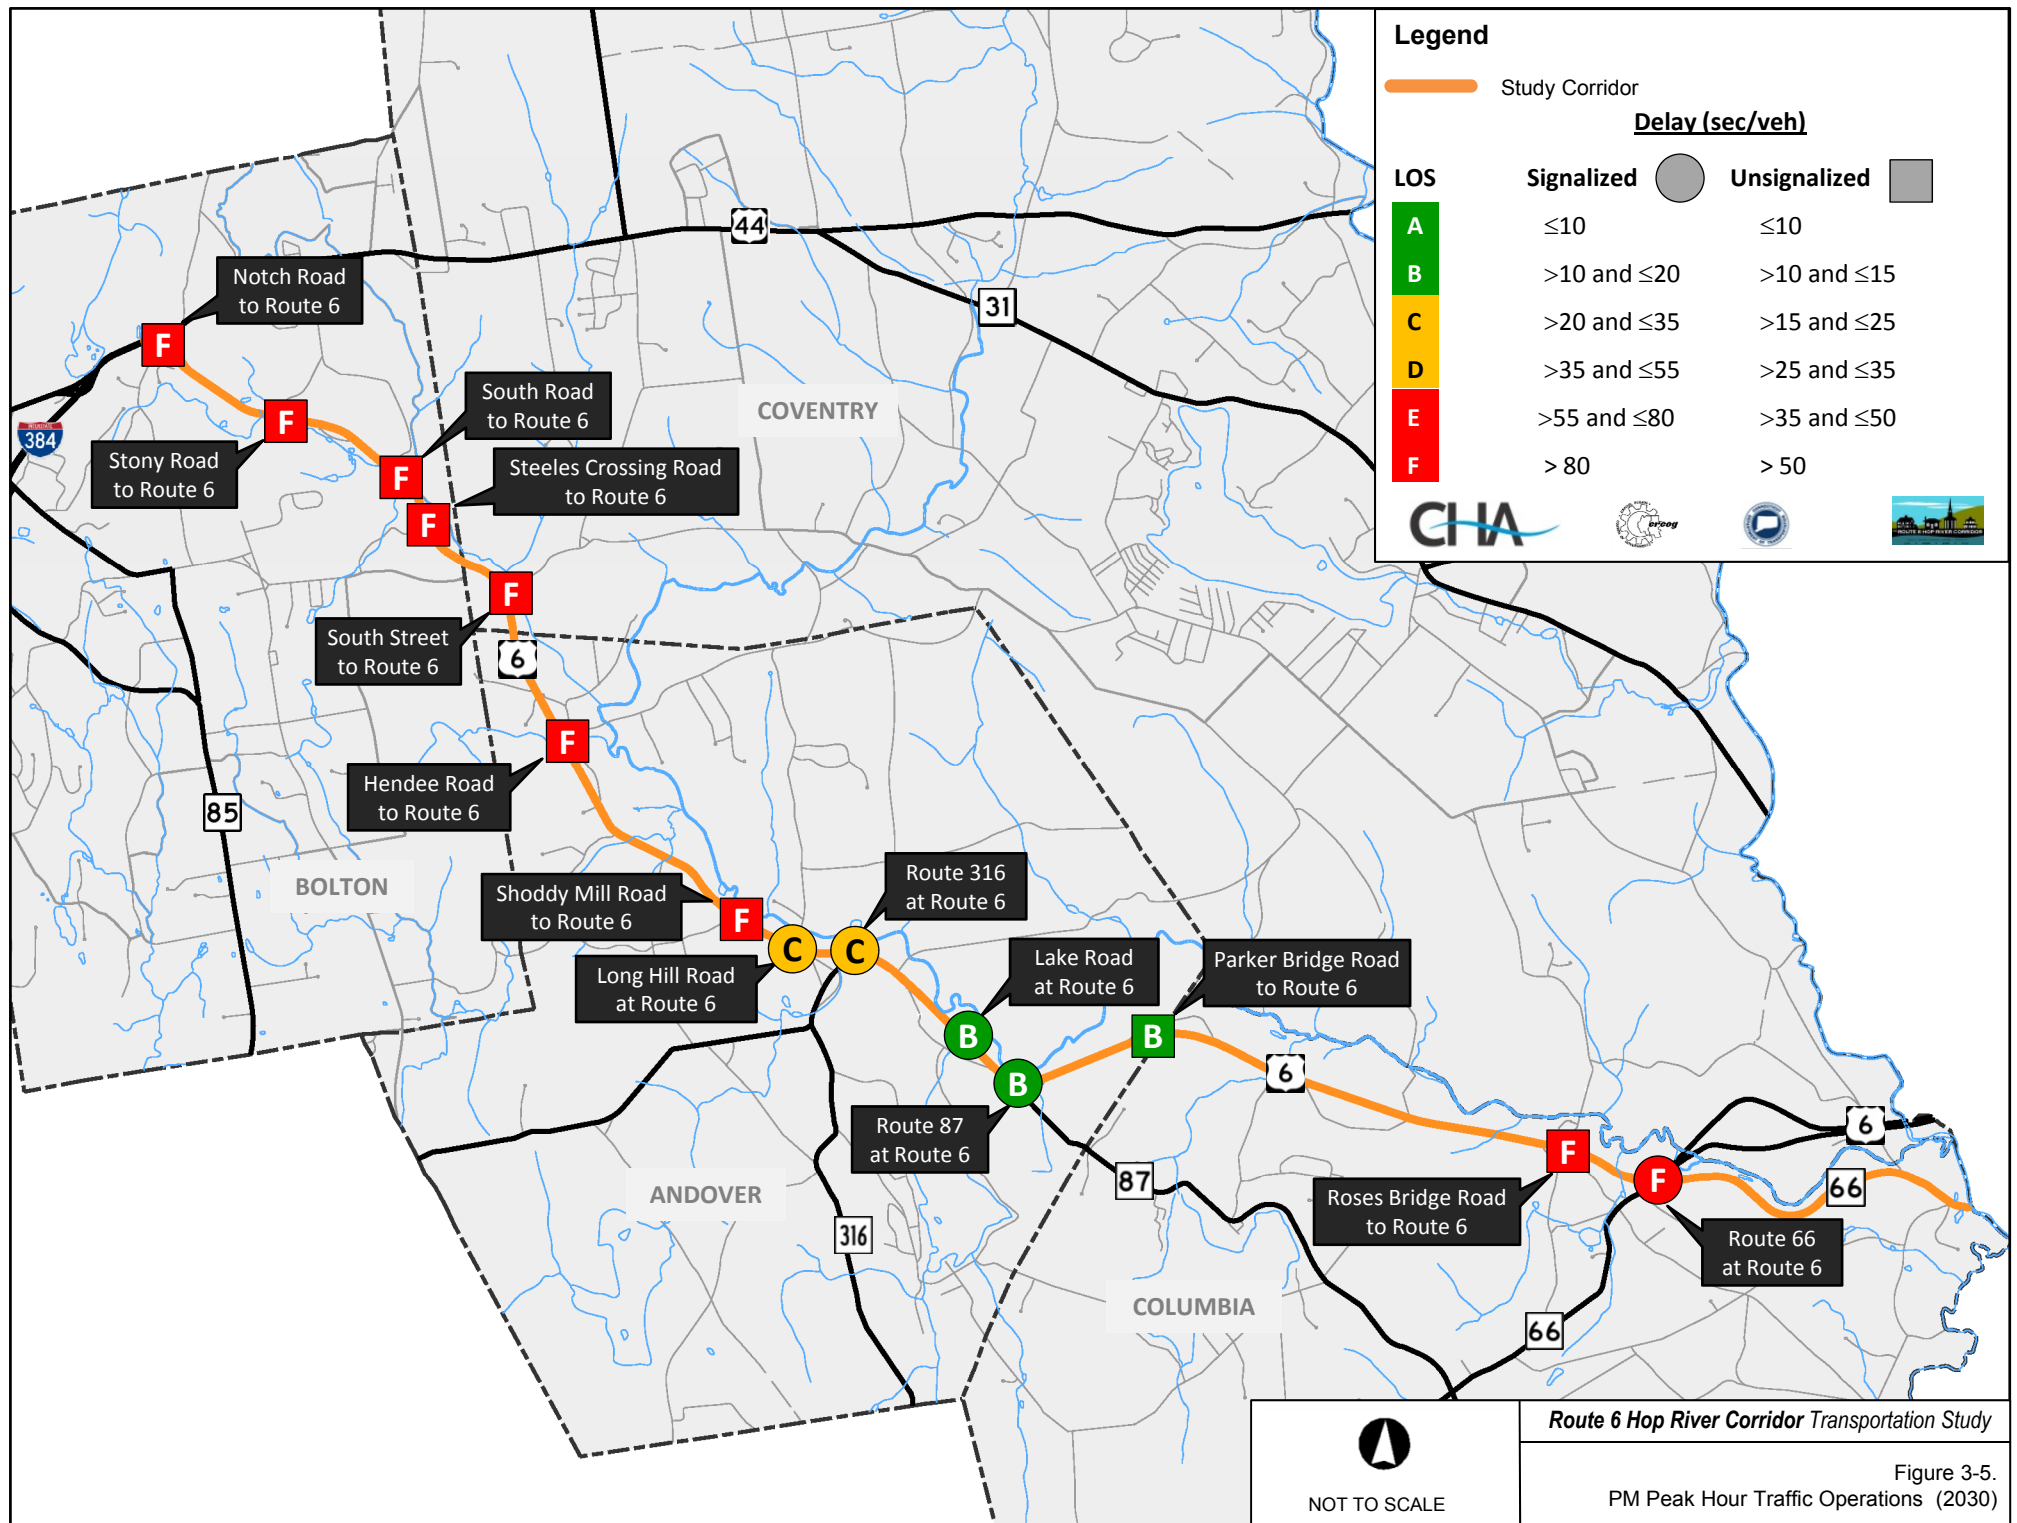 Legend
Study Corridor
Delay (sec/veh)
LOS Signalized Unsignalized
A ≤10 ≤10
B >10 and ≤20 >10 and ≤15
C >20 and ≤35 >15 and ≤25
D >35 and ≤55 >25 and ≤35
E >55 and ≤80 >35 and ≤50
F > 80 > 50
CHA
ercog
ROUTE 6 HOP RIVER CORRIDOR
44
31
Notch Road
to Route 6
F
INTERSTATE
384
F
Stony Road
to Route 6
South Road
to Route 6
F
Steeles Crossing Road
to Route 6
F
COVENTRY
F
South Street
to Route 6
6
F
Hendee Road
to Route 6
85
BOLTON
Shoddy Mill Road
to Route 6
F
Route 316
at Route 6
C
C
Long Hill Road
at Route 6
Lake Road
at Route 6
B
Parker Bridge Road
to Route 6
B
B
Route 87
at Route 6
6
87
ANDOVER
316
COLUMBIA
F
Roses Bridge Road
to Route 6
F
Route 66
at Route 6
6
66
66
NOT TO SCALE
Route 6 Hop River Corridor Transportation Study
Figure 3-5.
PM Peak Hour Traffic Operations (2030)